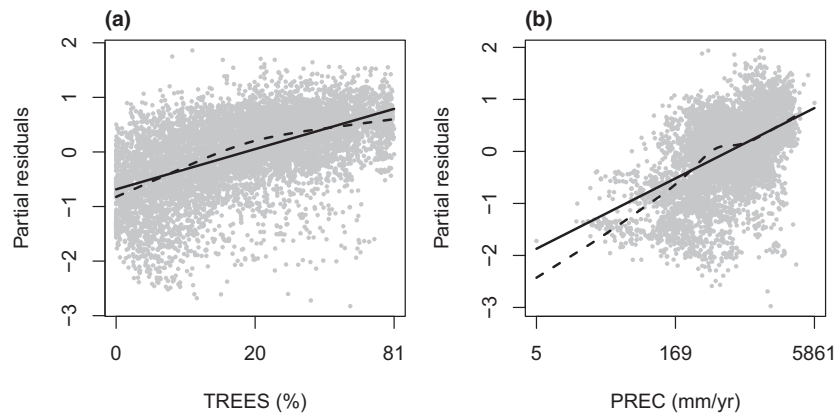 (a)
2
1
0
−1
−2
−3
Partial residuals
0 20 81
TREES (%)
(b)
2
1
0
−1
−2
−3
Partial residuals
5 169 5861
PREC (mm/yr)